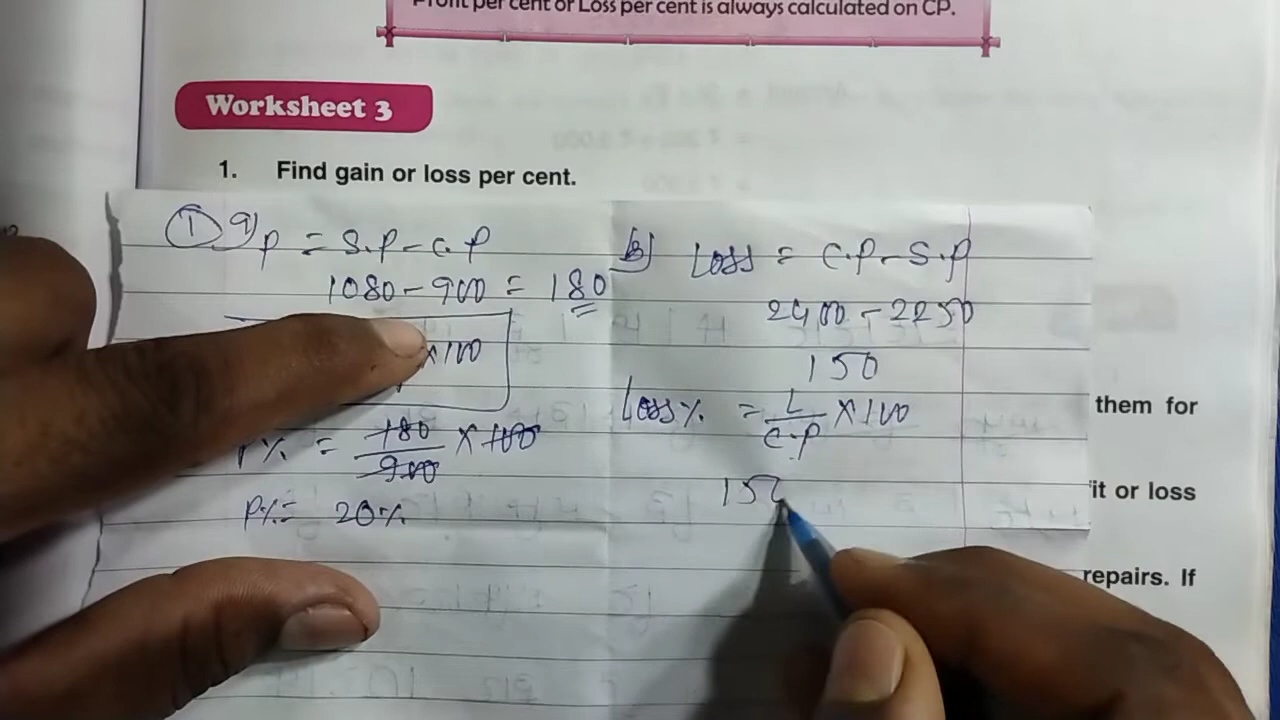 Profit per cent or Loss per cent is always calculated on CP.
Worksheet 3
1. Find gain or loss per cent.
① a) P = S.P - C.P
1080 - 900 = 180
x100
P% = 180/900 x 100
P% = 20%
b) Loss = C.P - S.P
2400 - 2250
150
Loss% = L/C.P x 100
150
them for
it or loss
repairs. If